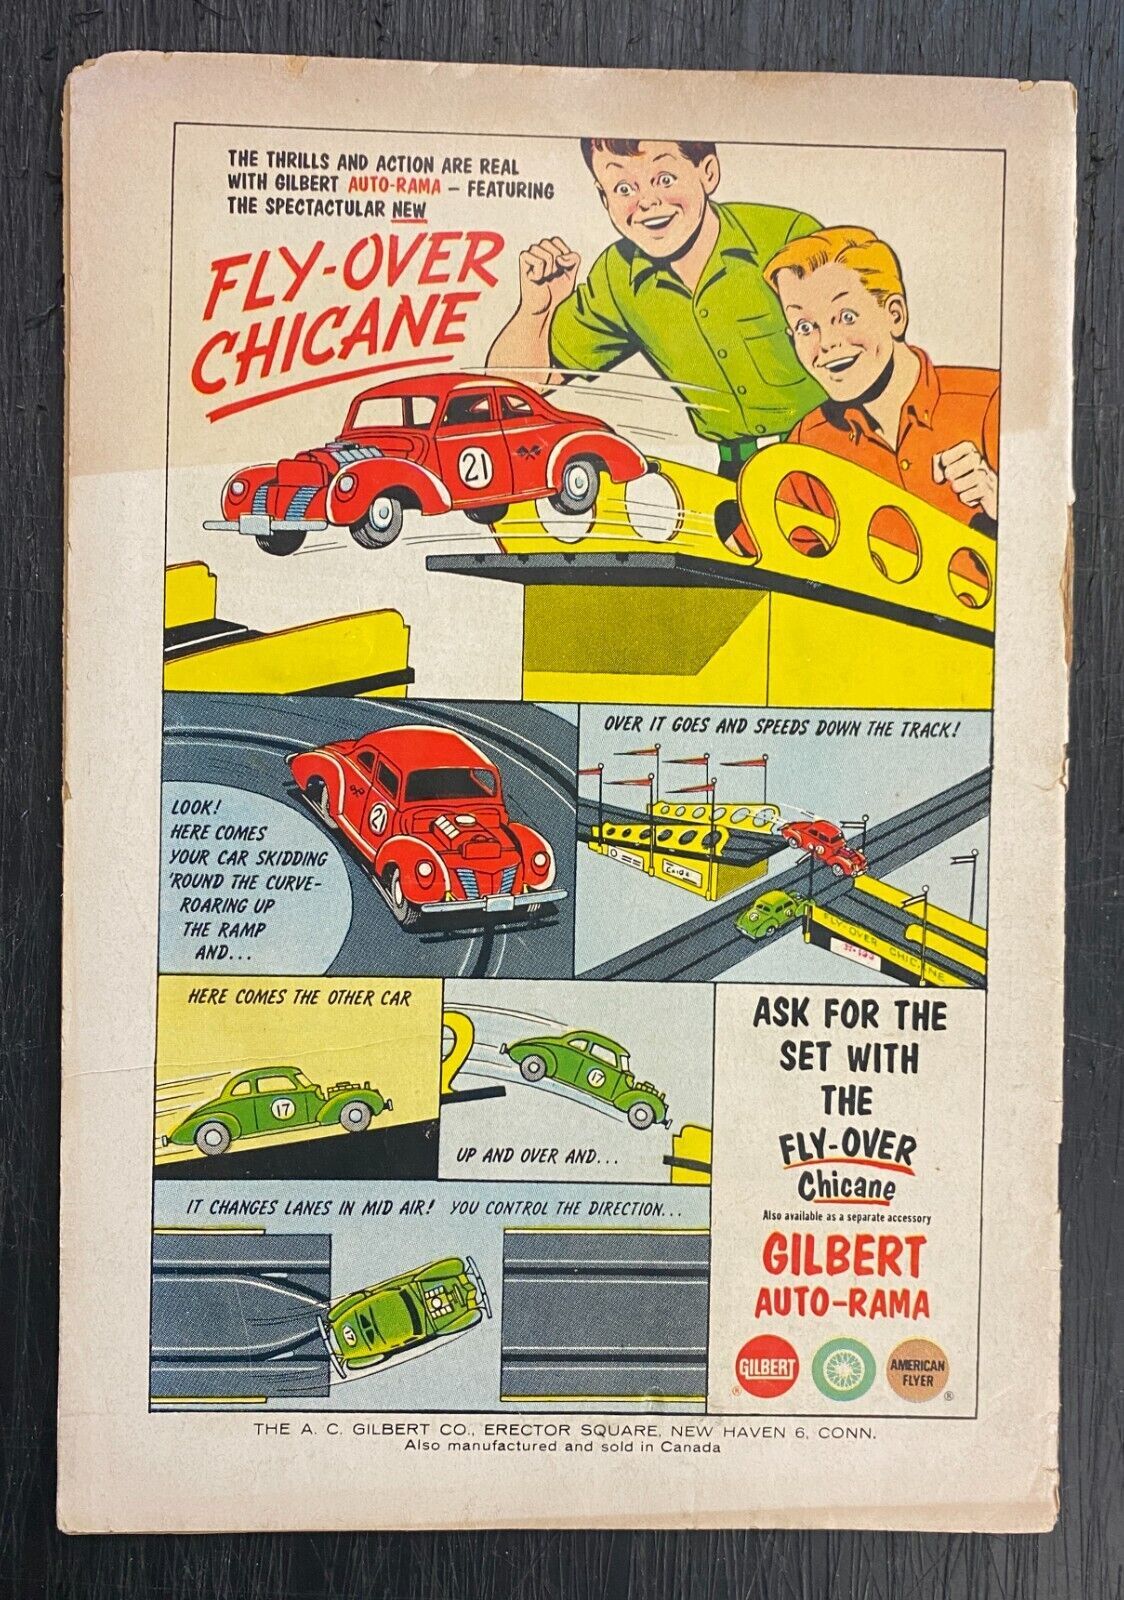 THE THRILLS AND ACTION ARE REAL
WITH GILBERT AUTO-RAMA — FEATURING
THE SPECTACTULAR NEW
FLY-OVER
CHICANE
21
LOOK!
HERE COMES
YOUR CAR SKIDDING
'ROUND THE CURVE-
ROARING UP
THE RAMP
AND...
21
OVER IT GOES AND SPEEDS DOWN THE TRACK!
21
FLY-OVER CHICANE
HERE COMES THE OTHER CAR
17
17
UP AND OVER AND...
IT CHANGES LANES IN MID AIR! YOU CONTROL THE DIRECTION...
17
ASK FOR THE
SET WITH
THE
FLY-OVER
Chicane
Also available as a separate accessory
GILBERT
AUTO-RAMA
GILBERT
®
AMERICAN
FLYER
®
THE A. C. GILBERT CO., ERECTOR SQUARE, NEW HAVEN 6, CONN.
Also manufactured and sold in Canada